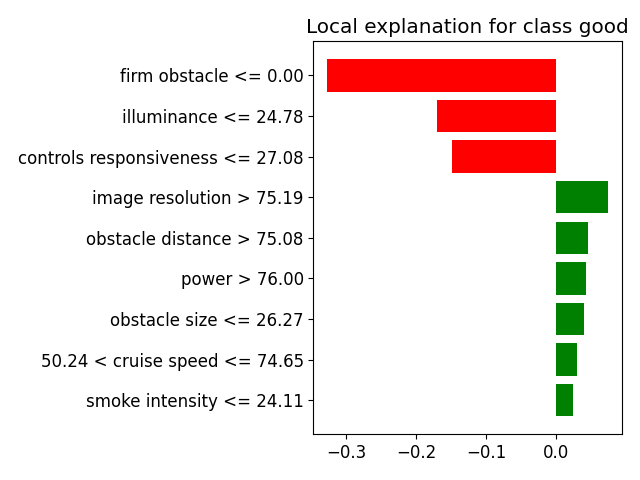 Local explanation for class good
firm obstacle <= 0.00
illuminance <= 24.78
controls responsiveness <= 27.08
image resolution > 75.19
obstacle distance > 75.08
power > 76.00
obstacle size <= 26.27
50.24 < cruise speed <= 74.65
smoke intensity <= 24.11
−0.3 −0.2 −0.1 0.0